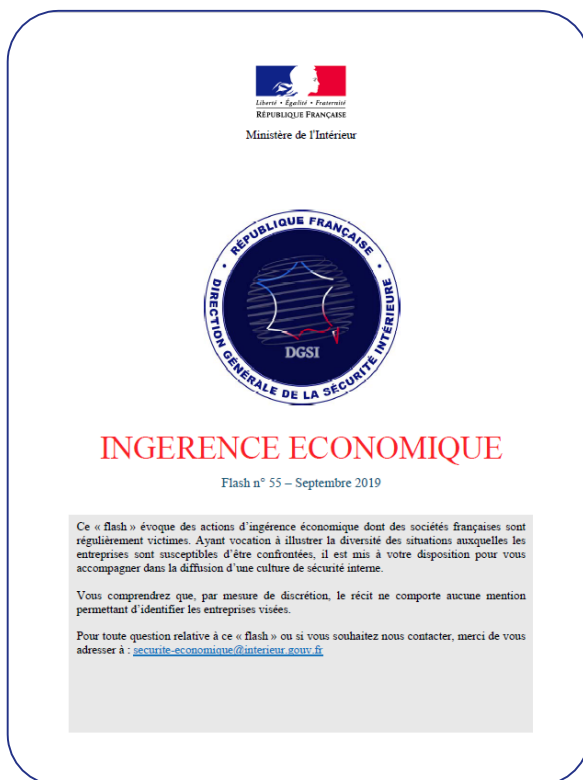 Liberté • Égalité • Fraternité
RÉPUBLIQUE FRANÇAISE
Ministère de l'Intérieur
• RÉPUBLIQUE FRANÇAISE •
DIRECTION GÉNÉRALE DE LA SÉCURITÉ INTÉRIEURE
DGSI
INGERENCE ECONOMIQUE
Flash n° 55 – Septembre 2019
Ce « flash » évoque des actions d'ingérence économique dont des sociétés françaises sont
régulièrement victimes. Ayant vocation à illustrer la diversité des situations auxquelles les
entreprises sont susceptibles d'être confrontées, il est mis à votre disposition pour vous
accompagner dans la diffusion d'une culture de sécurité interne.
Vous comprendrez que, par mesure de discrétion, le récit ne comporte aucune mention
permettant d'identifier les entreprises visées.
Pour toute question relative à ce « flash » ou si vous souhaitez nous contacter, merci de vous
adresser à : securite-economique@interieur.gouv.fr